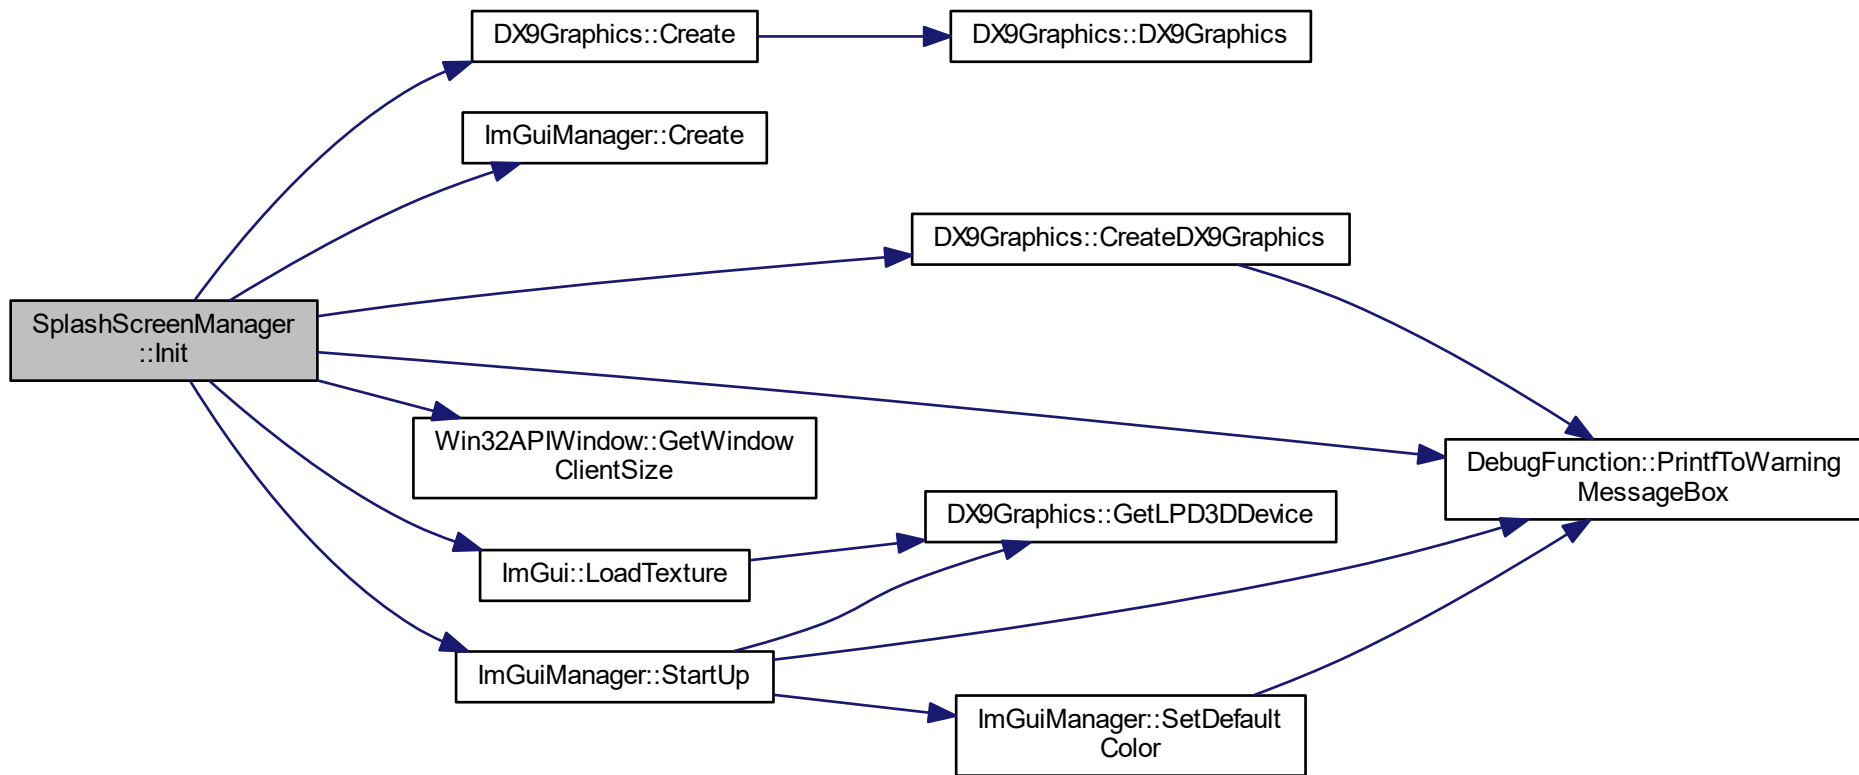 DX9Graphics::Create
DX9Graphics::DX9Graphics
ImGuiManager::Create
DX9Graphics::CreateDX9Graphics
SplashScreenManager
::Init
Win32APIWindow::GetWindow
ClientSize
DebugFunction::PrintfToWarning
MessageBox
DX9Graphics::GetLPD3DDevice
ImGui::LoadTexture
ImGuiManager::StartUp
ImGuiManager::SetDefault
Color